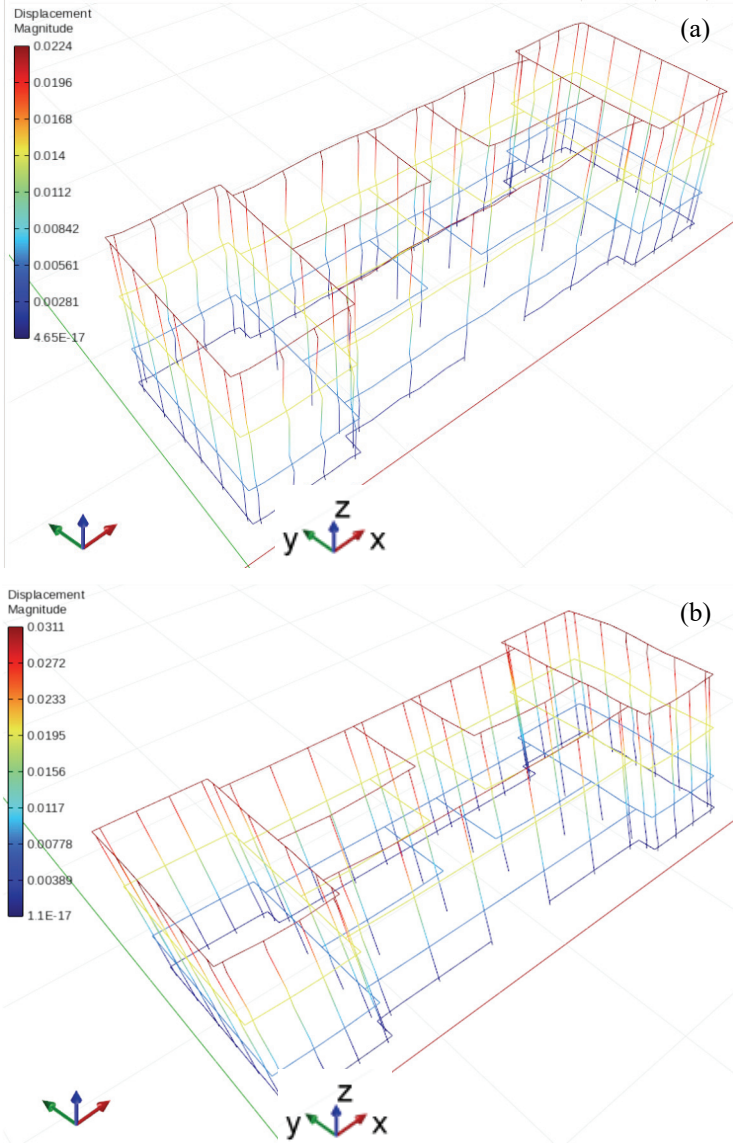 Displacement
Magnitude
(a)
0.0224
0.0196
0.0168
0.014
0.0112
0.00842
0.00561
0.00281
4.65E-17
z
y x
Displacement
Magnitude
(b)
0.0311
0.0272
0.0233
0.0195
0.0156
0.0117
0.00778
0.00389
1.1E-17
z
y x